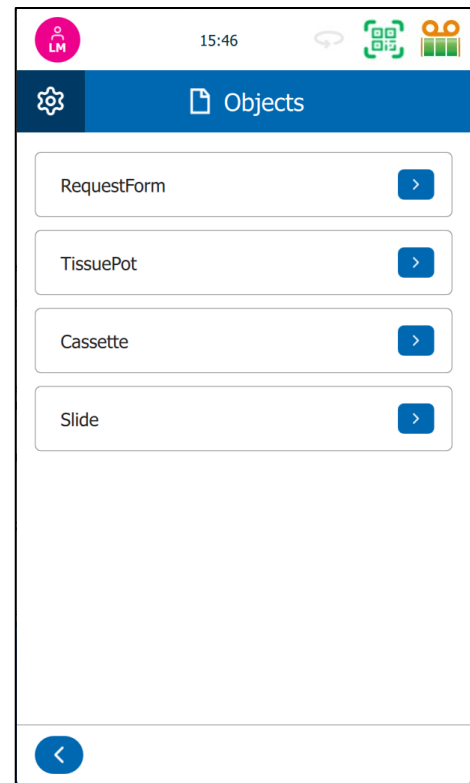 LM
15:46
Objects
RequestForm
TissuePot
Cassette
Slide